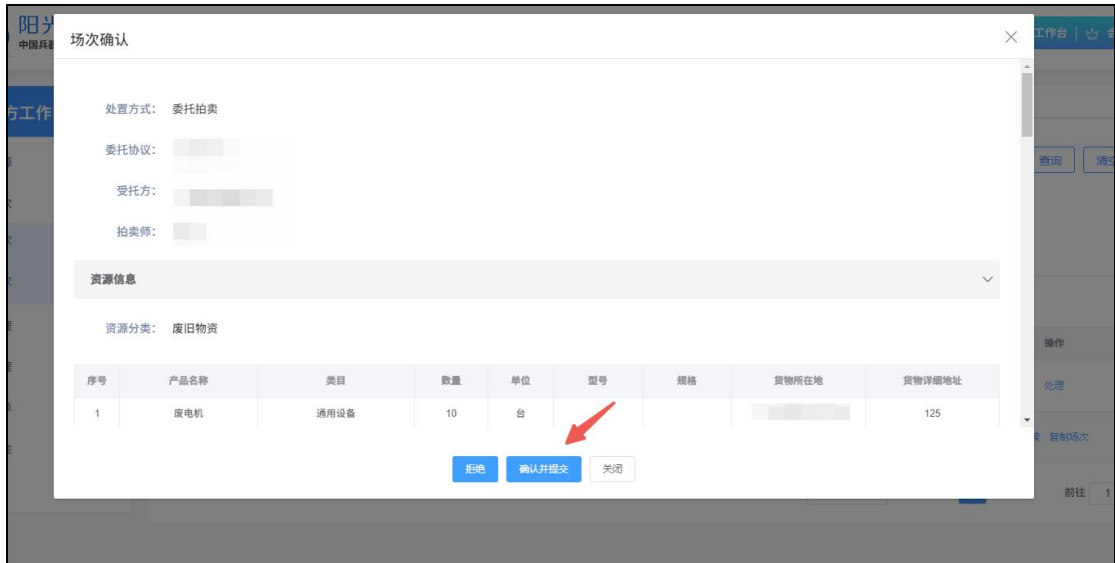 阳光
中国兵器
工作台
场次确认
方工作
处置方式： 委托拍卖
委托协议：
受托方：
拍卖师：
查询 清空
资源信息
资源分类： 废旧物资
序号 产品名称 类目 数量 单位 型号 规格 货物所在地 货物详细地址
1 废电机 通用设备 10 台 125
操作
处理
复制场次
拒绝 确认并提交 关闭
前往 1